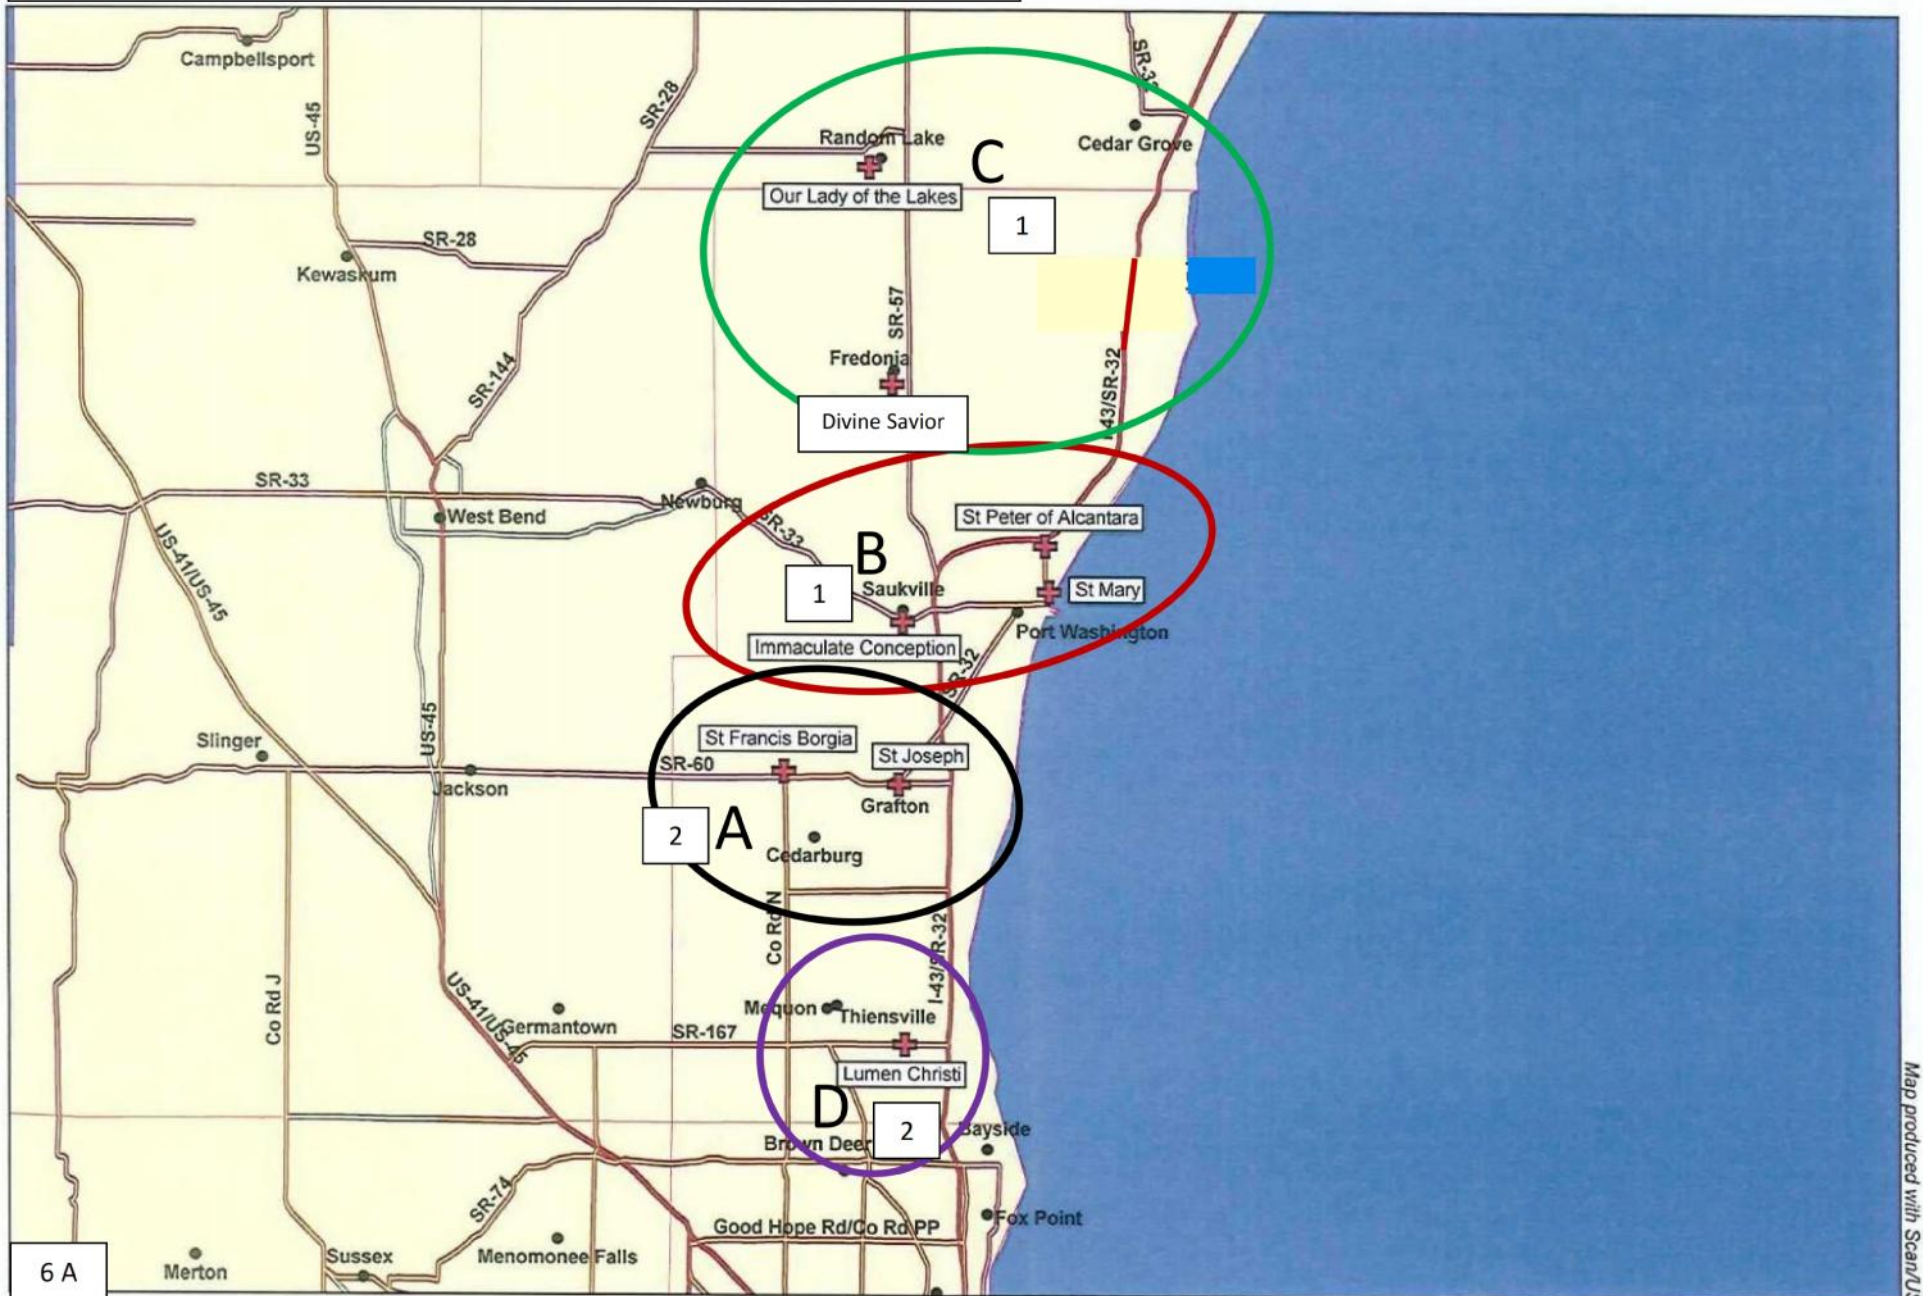 Campbellsport
SR-32
US-45
SR-28
Random Lake
C
Cedar Grove
Our Lady of the Lakes
1
SR-28
Kewaskum
SR-57
Fredonia
SR-144
I-43/SR-32
Divine Savior
SR-33
Newburg
West Bend
SR-33
St Peter of Alcantara
B
US-41/US-45
1
Saukville
St Mary
Port Washington
Immaculate Conception
SR-32
US-45
Slinger
St Francis Borgia
St Joseph
SR-60
Jackson
Grafton
2
A
Cedarburg
Co Rd N
I-43/SR-32
Co Rd J
US-41/US-45
Mequon
Thiensville
Germantown
SR-167
Lumen Christi
D
2
Brown Deer
Bayside
SR-74
Good Hope Rd/Co Rd PP
Fox Point
6 A
Merton
Sussex
Menomonee Falls
Map produced with Scan/US